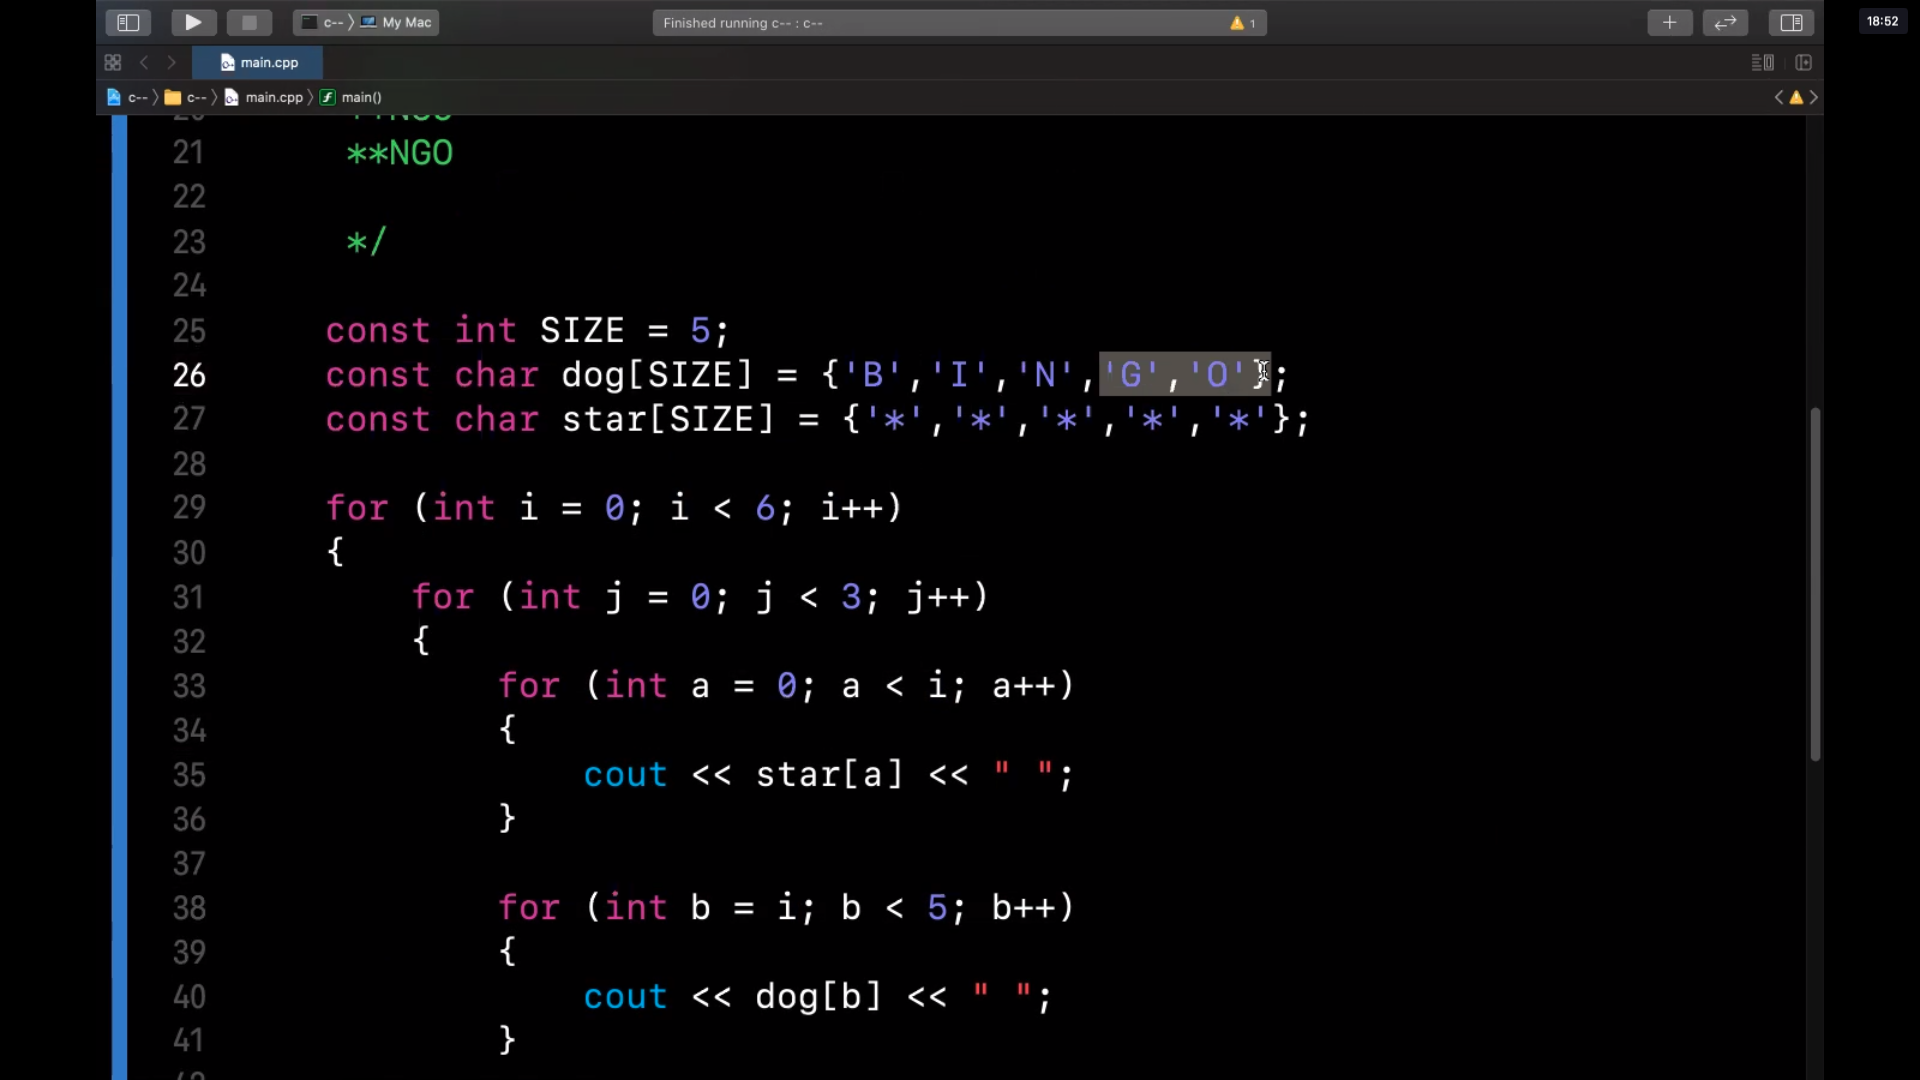 c-- My Mac
Finished running c-- : c--
1
18:52
main.cpp
c-- c-- main.cpp main()
20 **NGO
21 **NGO
22
23 */
24
25 const int SIZE = 5;
26 const char dog[SIZE] = {'B','I','N','G','O'};
27 const char star[SIZE] = {'*','*','*','*','*'};
28
29 for (int i = 0; i < 6; i++)
30 {
31 for (int j = 0; j < 3; j++)
32 {
33 for (int a = 0; a < i; a++)
34 {
35 cout << star[a] << " ";
36 }
37
38 for (int b = i; b < 5; b++)
39 {
40 cout << dog[b] << " ";
41 }